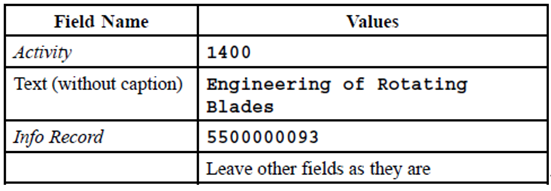 Field Name Values
Activity 1400
Text (without caption) Engineering of Rotating
Blades
Info Record 5500000093
Leave other fields as they are